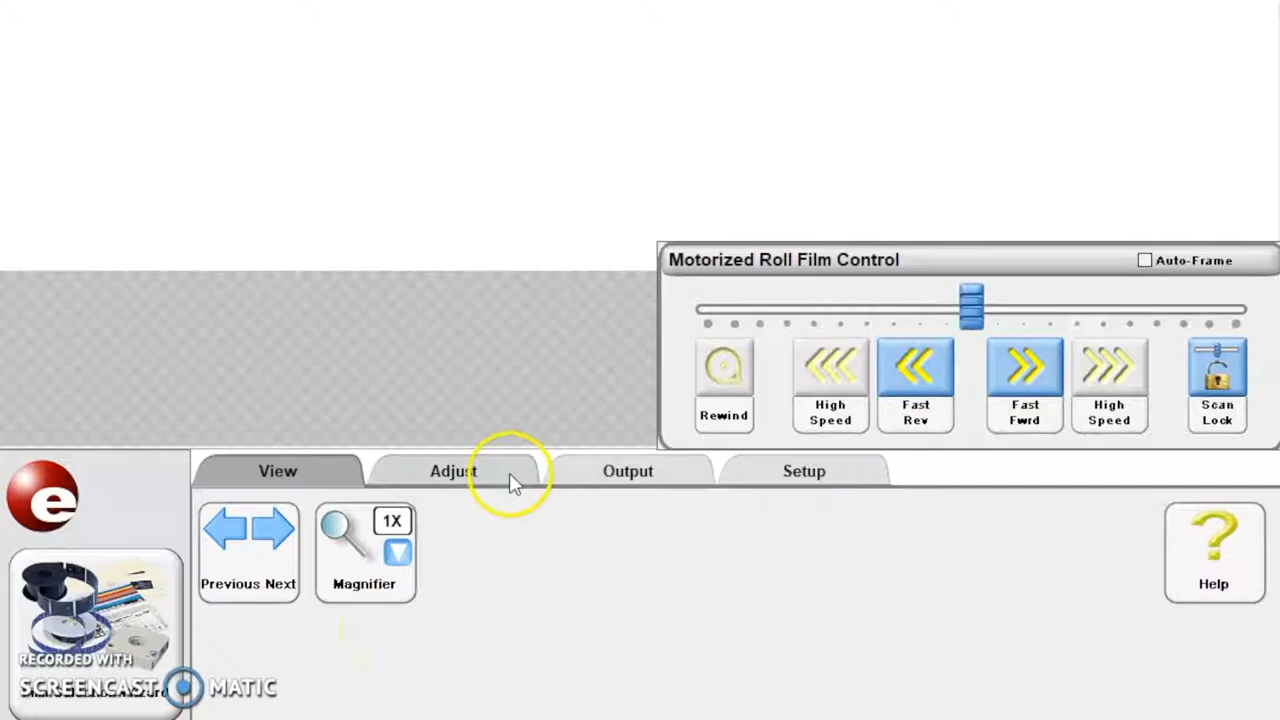 Motorized Roll Film Control
Auto-Frame
Rewind
High Speed
Fast Rev
Fast Fwrd
High Speed
Scan Lock
e
View
Adjust
Output
Setup
Previous Next
1X
Magnifier
?
Help
RECORDED WITH
SCREENCAST MATIC